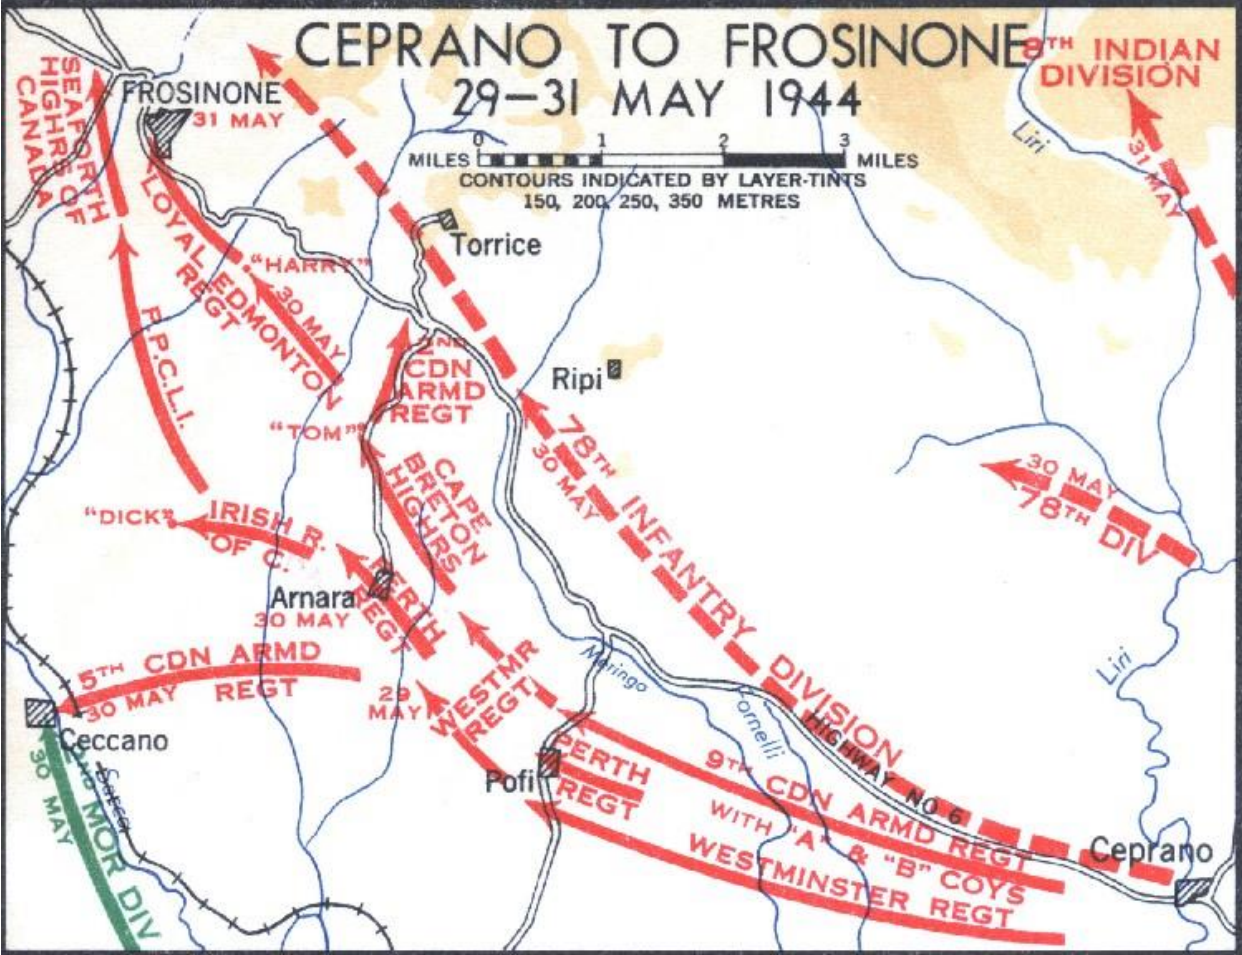 CEPRANO TO FROSINONE
29—31 MAY 1944
0 1 2 3
MILES MILES
CONTOURS INDICATED BY LAYER-TINTS
150, 200, 250, 350 METRES
8TH INDIAN
DIVISION
31 MAY
Liri
SEAFORTH
HIGHRS OF
CANADA
FROSINONE
31 MAY
LOYAL EDMONTON
REGT
30 MAY
"HARRY"
Torrice
P.P.C.L.I.
2ND
CDN
ARMD
REGT
"TOM"
Ripi
78TH INFANTRY DIVISION
30 MAY
30 MAY
78TH DIV
CAPE
BRETON
HIGHRS
"DICK"
IRISH R.
OF C.
Arnara
30 MAY
PERTH
REGT
5TH CDN ARMD
REGT
30 MAY
29
MAY
WESTMR
REGT
Meringo
Fornelli
Liri
HIGHWAY NO 6
Ceccano
Sacco
2ND MOR DIV
30 MAY
Pofi
PERTH
REGT
9TH CDN ARMD REGT
WITH "A" & "B" COYS
WESTMINSTER REGT
Ceprano